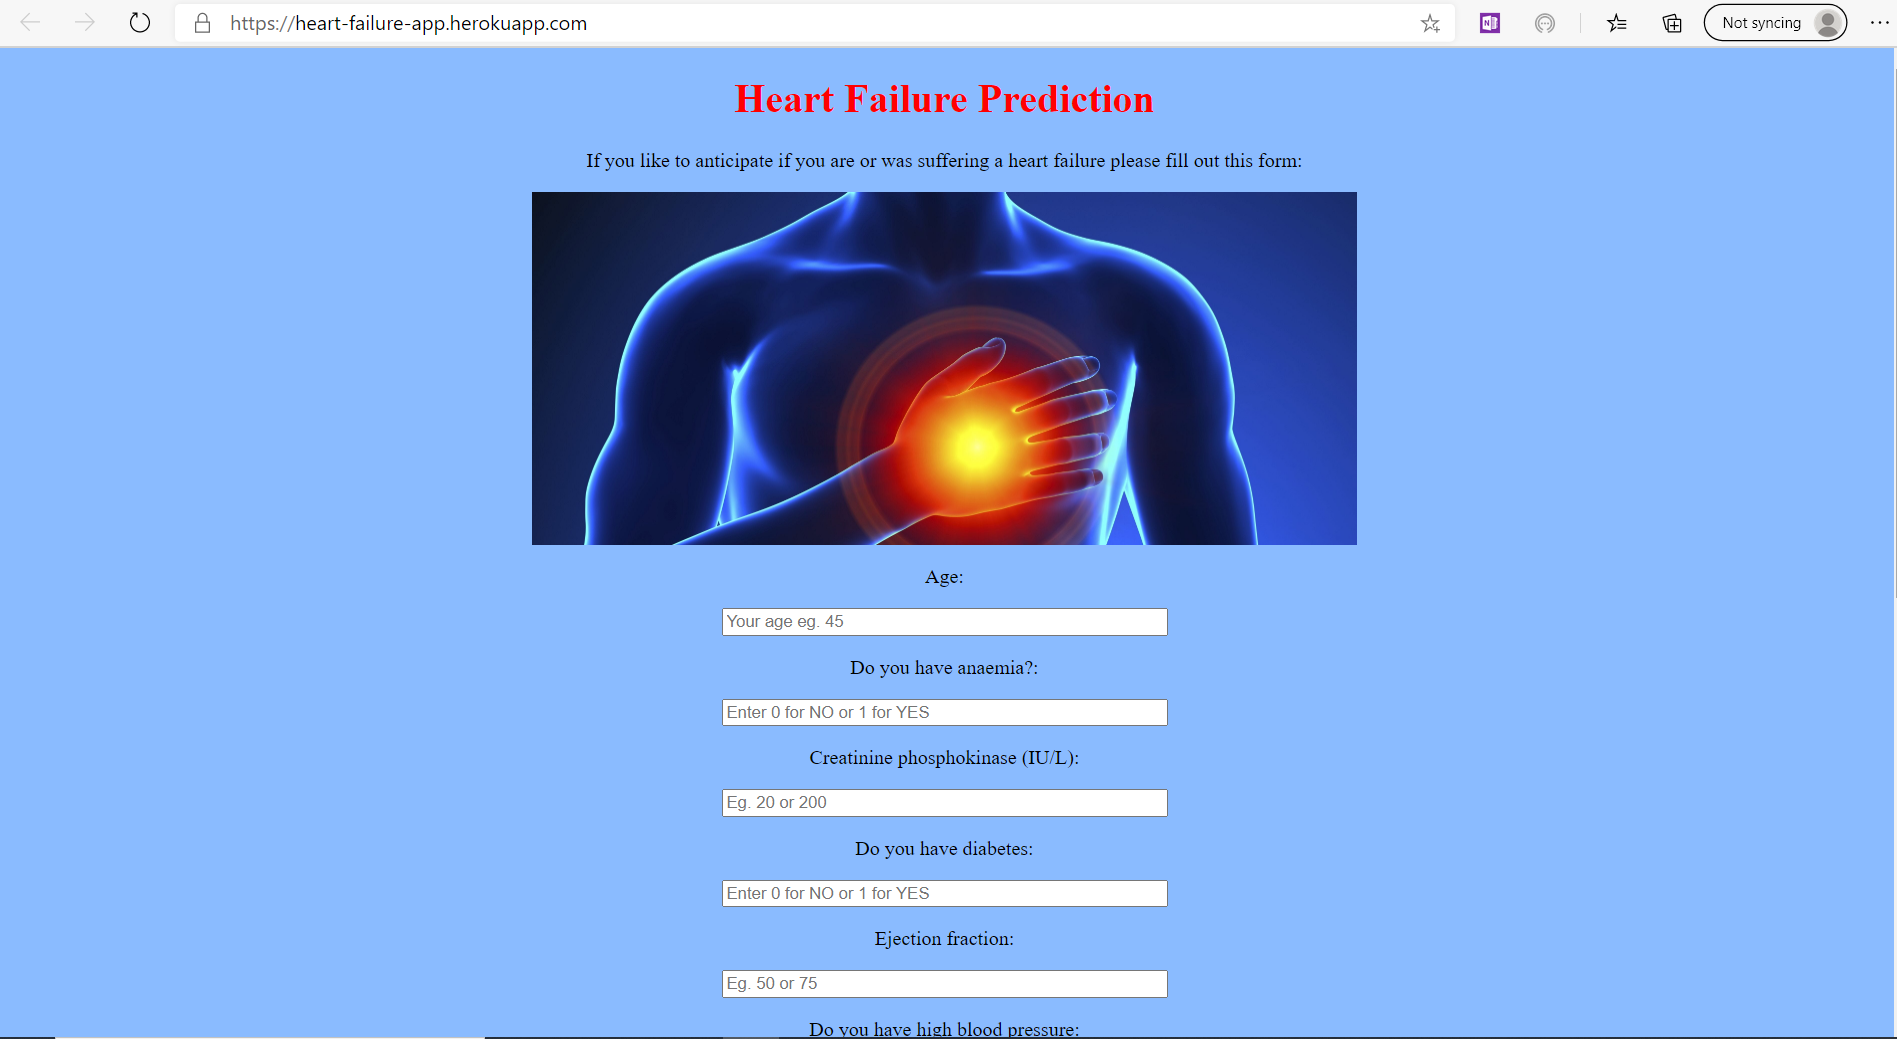 https://heart-failure-app.herokuapp.com
Not syncing
Heart Failure Prediction
If you like to anticipate if you are or was suffering a heart failure please fill out this form:
Age:
Your age eg. 45
Do you have anaemia?:
Enter 0 for NO or 1 for YES
Creatinine phosphokinase (IU/L):
Eg. 20 or 200
Do you have diabetes:
Enter 0 for NO or 1 for YES
Ejection fraction:
Eg. 50 or 75
Do you have high blood pressure: